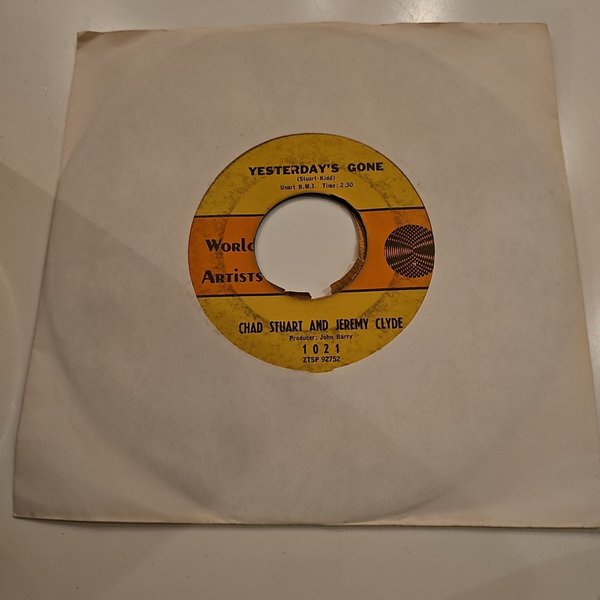 YESTERDAY'S GONE
(Stuart-Kidd)
Unart B.M.I. Time: 2:30
World
Artists
CHAD STUART AND JEREMY CLYDE
Producer: John Barry
1021
ZTSP 92752